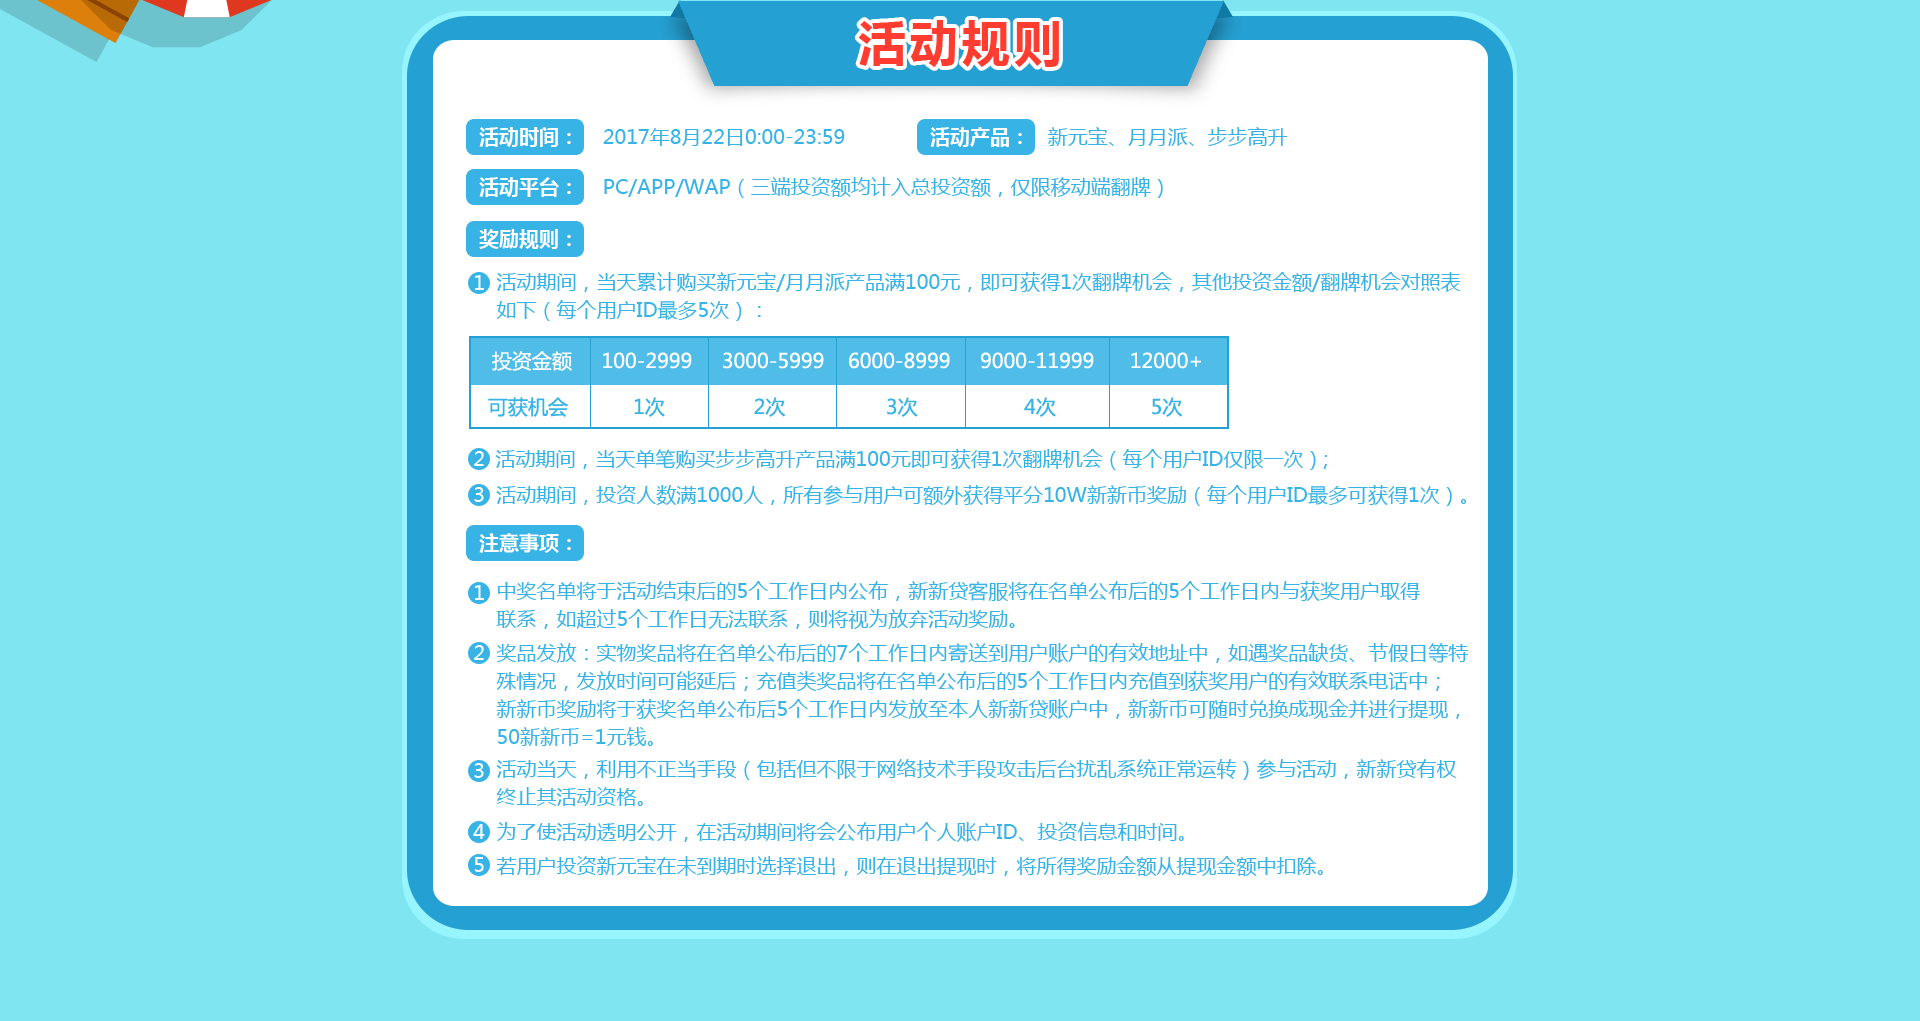 活动规则
活动时间： 2017年8月22日0:00-23:59 活动产品： 新元宝、月月派、步步高升
活动平台： PC/APP/WAP（三端投资额均计入总投资额，仅限移动端翻牌）
奖励规则：
1 活动期间，当天累计购买新元宝/月月派产品满100元，即可获得1次翻牌机会，其他投资金额/翻牌机会对照表
如下（每个用户ID最多5次）：
投资金额 100-2999 3000-5999 6000-8999 9000-11999 12000+
可获机会 1次 2次 3次 4次 5次
2 活动期间，当天单笔购买步步高升产品满100元即可获得1次翻牌机会（每个用户ID仅限一次）;
3 活动期间，投资人数满1000人，所有参与用户可额外获得平分10W新新币奖励（每个用户ID最多可获得1次）。
注意事项：
1 中奖名单将于活动结束后的5个工作日内公布，新新贷客服将在名单公布后的5个工作日内与获奖用户取得
联系，如超过5个工作日无法联系，则将视为放弃活动奖励。
2 奖品发放：实物奖品将在名单公布后的7个工作日内寄送到用户账户的有效地址中，如遇奖品缺货、节假日等特
殊情况，发放时间可能延后；充值类奖品将在名单公布后的5个工作日内充值到获奖用户的有效联系电话中；
新新币奖励将于获奖名单公布后5个工作日内发放至本人新新贷账户中，新新币可随时兑换成现金并进行提现，
50新新币=1元钱。
3 活动当天，利用不正当手段（包括但不限于网络技术手段攻击后台扰乱系统正常运转）参与活动，新新贷有权
终止其活动资格。
4 为了使活动透明公开，在活动期间将会公布用户个人账户ID、投资信息和时间。
5 若用户投资新元宝在未到期时选择退出，则在退出提现时，将所得奖励金额从提现金额中扣除。